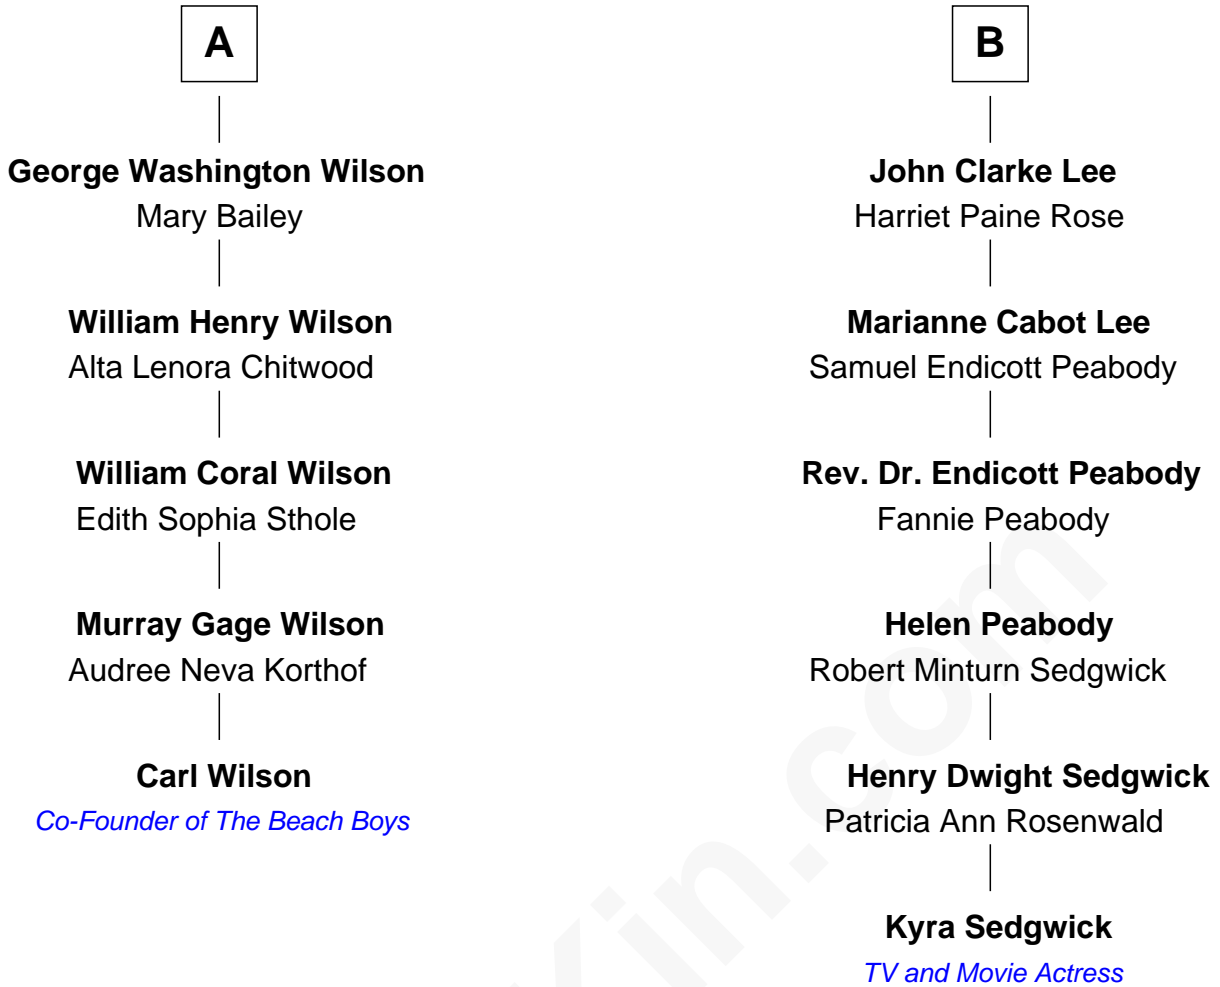 A
George Washington Wilson
Mary Bailey
William Henry Wilson
Alta Lenora Chitwood
William Coral Wilson
Edith Sophia Sthole
Murray Gage Wilson
Audree Neva Korthof
Carl Wilson
Co-Founder of The Beach Boys
B
John Clarke Lee
Harriet Paine Rose
Marianne Cabot Lee
Samuel Endicott Peabody
Rev. Dr. Endicott Peabody
Fannie Peabody
Helen Peabody
Robert Minturn Sedgwick
Henry Dwight Sedgwick
Patricia Ann Rosenwald
Kyra Sedgwick
TV and Movie Actress
Kin.com